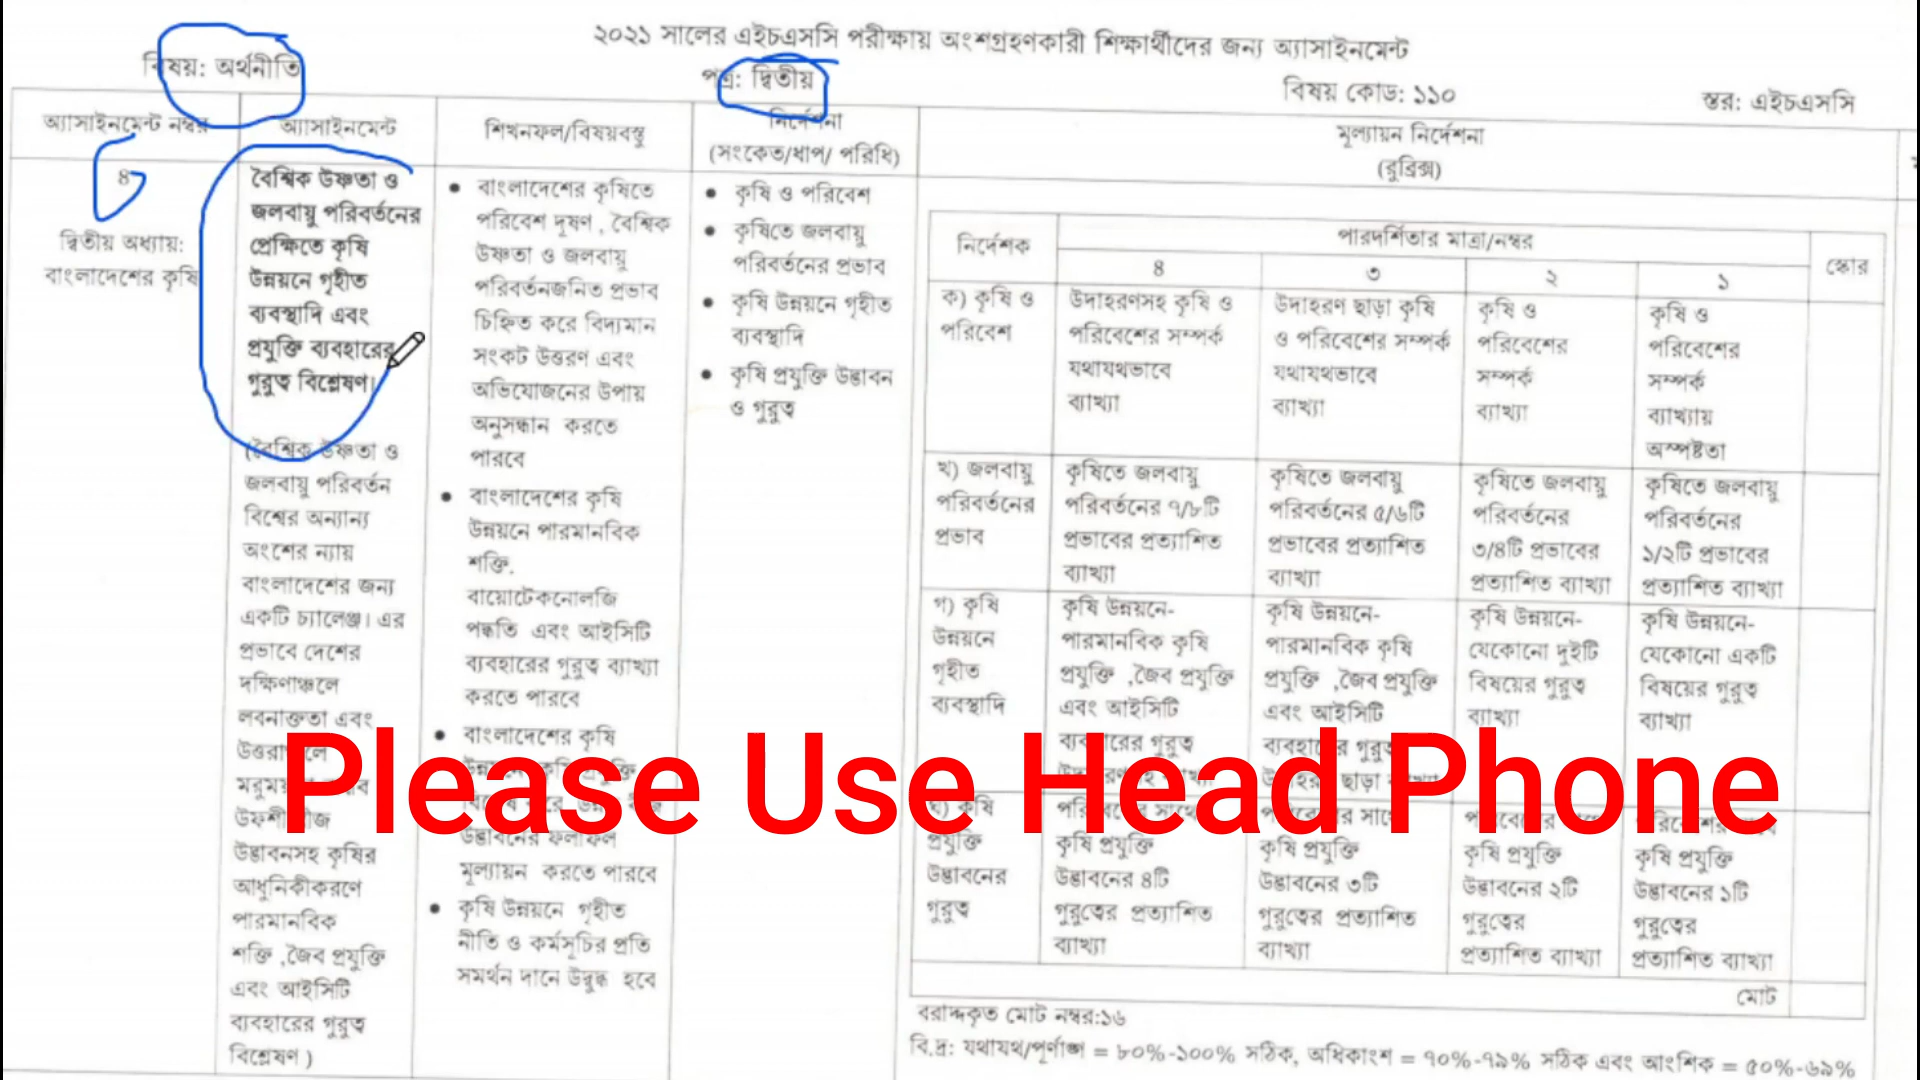 ২০২১ সালের এইচএসসি পরীক্ষায় অংশগ্রহণকারী শিক্ষার্থীদের জন্য অ্যাসাইনমেন্ট
বিষয়: অর্থনীতি
পত্র: দ্বিতীয়
বিষয় কোড: ১১০
স্তর: এইচএসসি
অ্যাসাইনমেন্ট নম্বর
অ্যাসাইনমেন্ট
শিখনফল/বিষয়বস্তু
নির্দেশনা
(সংকেত/ধাপ/ পরিধি)
মূল্যায়ন নির্দেশনা
(রুব্রিক্স)
৪
দ্বিতীয় অধ্যায়:
বাংলাদেশের কৃষি
বৈশ্বিক উষ্ণতা ও
জলবায়ু পরিবর্তনের
প্রেক্ষিতে কৃষি
উন্নয়নে গৃহীত
ব্যবস্থাদি এবং
প্রযুক্তি ব্যবহারের
গুরুত্ব বিশ্লেষণ।
(বৈশ্বিক উষ্ণতা ও
জলবায়ু পরিবর্তন
বিশ্বের অন্যান্য
অংশের ন্যায়
বাংলাদেশের জন্য
একটি চ্যালেঞ্জ। এর
প্রভাবে দেশের
দক্ষিণাঞ্চলে
লবনাক্ততা এবং
উফশী বীজ
উদ্ভাবনসহ কৃষির
আধুনিকীকরণে
পারমানবিক
শক্তি ,জৈব প্রযুক্তি
এবং আইসিটি
ব্যবহারের গুরুত্ব
বিশ্লেষণ )
• বাংলাদেশের কৃষিতে
পরিবেশ দূষণ , বৈশ্বিক
উষ্ণতা ও জলবায়ু
পরিবর্তনজনিত প্রভাব
চিহ্নিত করে বিদ্যমান
সংকট উত্তরণ এবং
অভিযোজনের উপায়
অনুসন্ধান করতে
পারবে
• বাংলাদেশের কৃষি
উন্নয়নে পারমানবিক
শক্তি.
বায়োটেকনোলজি
পদ্ধতি এবং আইসিটি
ব্যবহারের গুরুত্ব ব্যাখ্যা
করতে পারবে
• বাংলাদেশের কৃষি
উদ্ভাবনের ফলাফল
মূল্যায়ন করতে পারবে
• কৃষি উন্নয়নে গৃহীত
নীতি ও কর্মসূচির প্রতি
সমর্থন দানে উদ্বুদ্ধ হবে
• কৃষি ও পরিবেশ
• কৃষিতে জলবায়ু
পরিবর্তনের প্রভাব
• কৃষি উন্নয়নে গৃহীত
ব্যবস্থাদি
• কৃষি প্রযুক্তি উদ্ভাবন
ও গুরুত্ব
নির্দেশক
পারদর্শিতার মাত্রা/নম্বর
স্কোর
৪
৩
২
১
ক) কৃষি ও
পরিবেশ
উদাহরণসহ কৃষি ও
পরিবেশের সম্পর্ক
যথাযথভাবে
ব্যাখ্যা
উদাহরণ ছাড়া কৃষি
ও পরিবেশের সম্পর্ক
যথাযথভাবে
ব্যাখ্যা
কৃষি ও
পরিবেশের
সম্পর্ক
ব্যাখ্যা
কৃষি ও
পরিবেশের
সম্পর্ক
ব্যাখ্যায়
অস্পষ্টতা
খ) জলবায়ু
পরিবর্তনের
প্রভাব
কৃষিতে জলবায়ু
পরিবর্তনের ৭/৮টি
প্রভাবের প্রত্যাশিত
ব্যাখ্যা
কৃষিতে জলবায়ু
পরিবর্তনের ৫/৬টি
প্রভাবের প্রত্যাশিত
ব্যাখ্যা
কৃষিতে জলবায়ু
পরিবর্তনের
৩/৪টি প্রভাবের
প্রত্যাশিত ব্যাখ্যা
কৃষিতে জলবায়ু
পরিবর্তনের
১/২টি প্রভাবের
প্রত্যাশিত ব্যাখ্যা
গ) কৃষি
উন্নয়নে
গৃহীত
ব্যবস্থাদি
কৃষি উন্নয়নে-
পারমানবিক কৃষি
প্রযুক্তি ,জৈব প্রযুক্তি
এবং আইসিটি
ব্যবহারের গুরুত্ব
কৃষি উন্নয়নে-
পারমানবিক কৃষি
প্রযুক্তি ,জৈব প্রযুক্তি
এবং আইসিটি
কৃষি উন্নয়নে-
যেকোনো দুইটি
বিষয়ের গুরুত্ব
ব্যাখ্যা
কৃষি উন্নয়নে-
যেকোনো একটি
বিষয়ের গুরুত্ব
ব্যাখ্যা
Please Use Head Phone
ঘ) কৃষি
প্রযুক্তি
উদ্ভাবনের
গুরুত্ব
কৃষি প্রযুক্তি
উদ্ভাবনের ৪টি
গুরুত্বের প্রত্যাশিত
ব্যাখ্যা
কৃষি প্রযুক্তি
উদ্ভাবনের ৩টি
গুরুত্বের প্রত্যাশিত
ব্যাখ্যা
কৃষি প্রযুক্তি
উদ্ভাবনের ২টি
গুরুত্বের
প্রত্যাশিত ব্যাখ্যা
কৃষি প্রযুক্তি
উদ্ভাবনের ১টি
গুরুত্বের
প্রত্যাশিত ব্যাখ্যা
মোট
বরাদ্দকৃত মোট নম্বর:১৬
বি.দ্র: যথাযথ/পূর্ণাঙ্গ = ৮০%-১০০% সঠিক, অধিকাংশ = ৭০%-৭৯% সঠিক এবং আংশিক = ৫০%-৬৯%